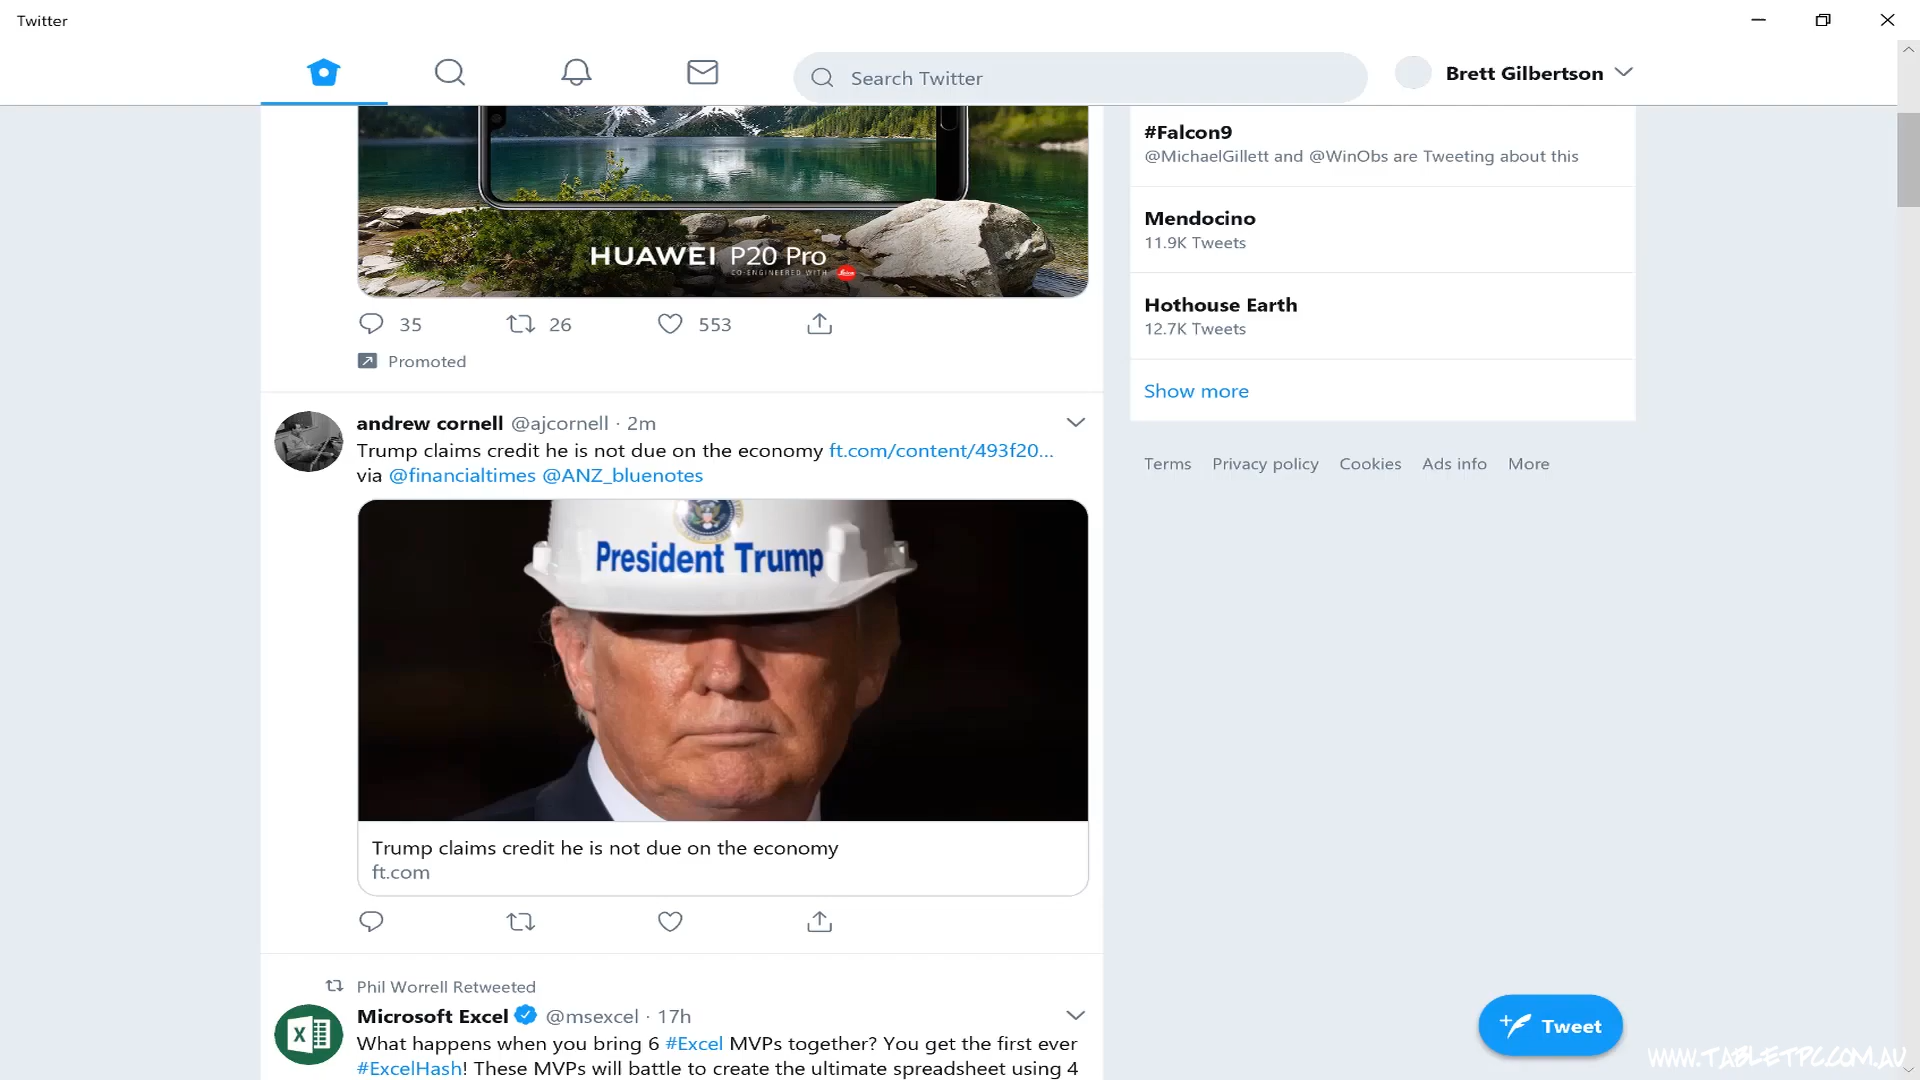 Twitter
Search Twitter
Brett Gilbertson
HUAWEI P20 Pro
CO-ENGINEERED WITH
35
26
553
Promoted
andrew cornell @ajcornell · 2m
Trump claims credit he is not due on the economy ft.com/content/493f20...
via @financialtimes @ANZ_bluenotes
President Trump
Trump claims credit he is not due on the economy
ft.com
Phil Worrell Retweeted
Microsoft Excel @msexcel · 17h
What happens when you bring 6 #Excel MVPs together? You get the first ever
#ExcelHash! These MVPs will battle to create the ultimate spreadsheet using 4
#Falcon9
@MichaelGillett and @WinObs are Tweeting about this
Mendocino
11.9K Tweets
Hothouse Earth
12.7K Tweets
Show more
Terms Privacy policy Cookies Ads info More
Tweet
WWW.TABLETPC.COM.AU